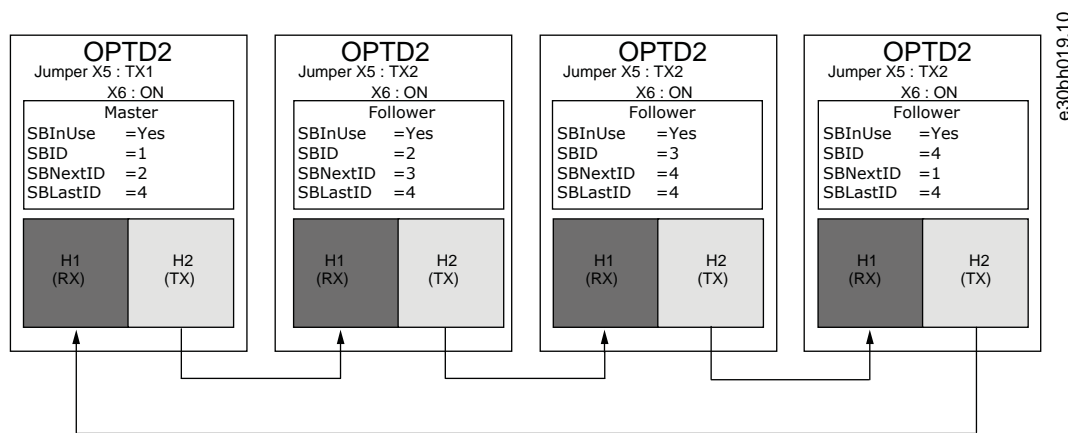 OPTD2
Jumper X5 : TX1
X6 : ON
Master
SBInUse =Yes
SBID =1
SBNextID =2
SBLastID =4
H1
(RX)
H2
(TX)
OPTD2
Jumper X5 : TX2
X6 : ON
Follower
SBInUse =Yes
SBID =2
SBNextID =3
SBLastID =4
H1
(RX)
H2
(TX)
OPTD2
Jumper X5 : TX2
X6 : ON
Follower
SBInUse =Yes
SBID =3
SBNextID =4
SBLastID =4
H1
(RX)
H2
(TX)
OPTD2
Jumper X5 : TX2
X6 : ON
Follower
SBInUse =Yes
SBID =4
SBNextID =1
SBLastID =4
H1
(RX)
H2
(TX)
e30bh019.10